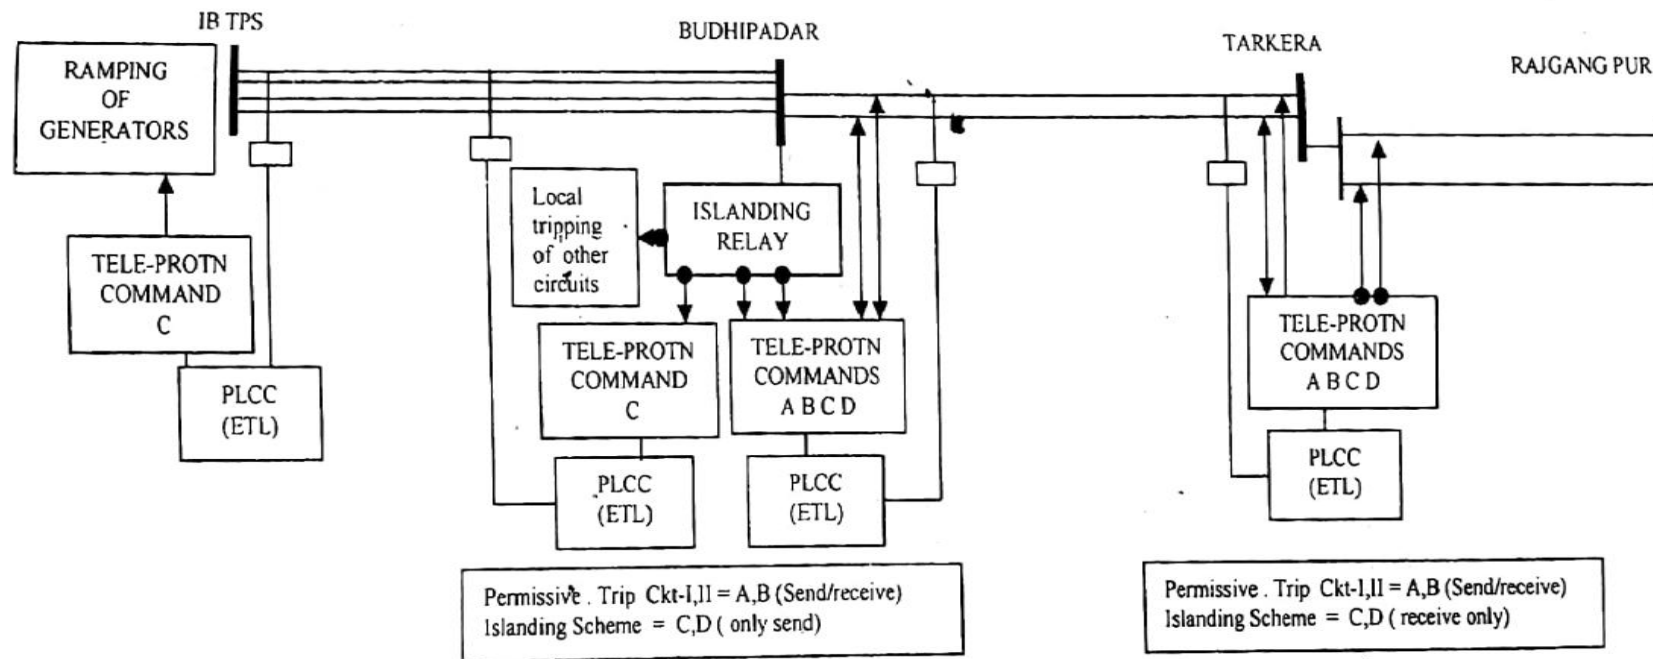 IB TPS
BUDHIPADAR
TARKERA
RAJGANG PUR
RAMPING
OF
GENERATORS
TELE-PROTN
COMMAND
C
PLCC
(ETL)
Local
tripping
of other
circuits
ISLANDING
RELAY
TELE-PROTN
COMMAND
C
PLCC
(ETL)
TELE-PROTN
COMMANDS
A B C D
PLCC
(ETL)
TELE-PROTN
COMMANDS
A B C D
PLCC
(ETL)
Permissive . Trip Ckt-I,II = A,B (Send/receive)
Islanding Scheme = C,D ( only send)
Permissive . Trip Ckt-I,II = A,B (Send/receive)
Islanding Scheme = C,D ( receive only)